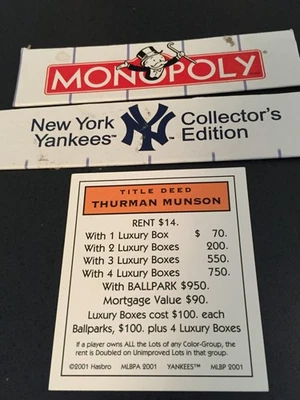 MONOPOLY
New York Yankees™ NY™ Collector's Edition
TITLE DEED
THURMAN MUNSON
RENT $14.
With 1 Luxury Box $ 70.
With 2 Luxury Boxes 200.
With 3 Luxury Boxes 550.
With 4 Luxury Boxes 750.
With BALLPARK $950.
Mortgage Value $90.
Luxury Boxes cost $100. each
Ballparks, $100. plus 4 Luxury Boxes
If a player owns ALL the Lots of any Color-Group, the
rent is Doubled on Unimproved Lots in that group.
©2001 Hasbro MLBPA 2001 YANKEES™ MLBP 2001